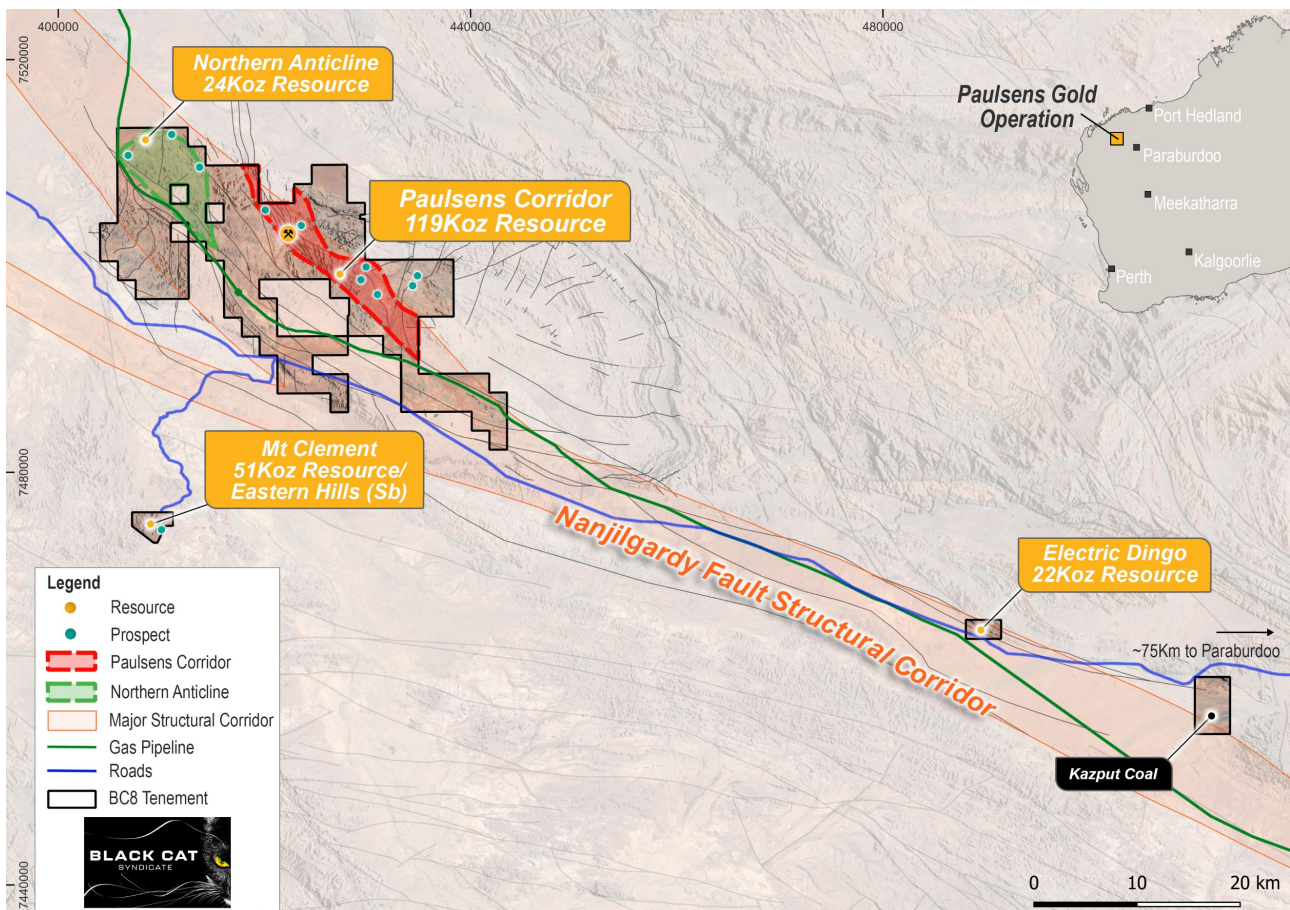 400000
440000
480000
7520000
7480000
7440000
Northern Anticline
24Koz Resource
Paulsens Corridor
119Koz Resource
Mt Clement
51Koz Resource/
Eastern Hills (Sb)
Electric Dingo
22Koz Resource
Nanjilgardy Fault Structural Corridor
~75Km to Paraburdoo
Kazput Coal
Paulsens Gold
Operation
Port Hedland
Paraburdoo
Meekatharra
Kalgoorlie
Perth
Legend
Resource
Prospect
Paulsens Corridor
Northern Anticline
Major Structural Corridor
Gas Pipeline
Roads
BC8 Tenement
BLACK CAT
SYNDICATE
0 10 20 km